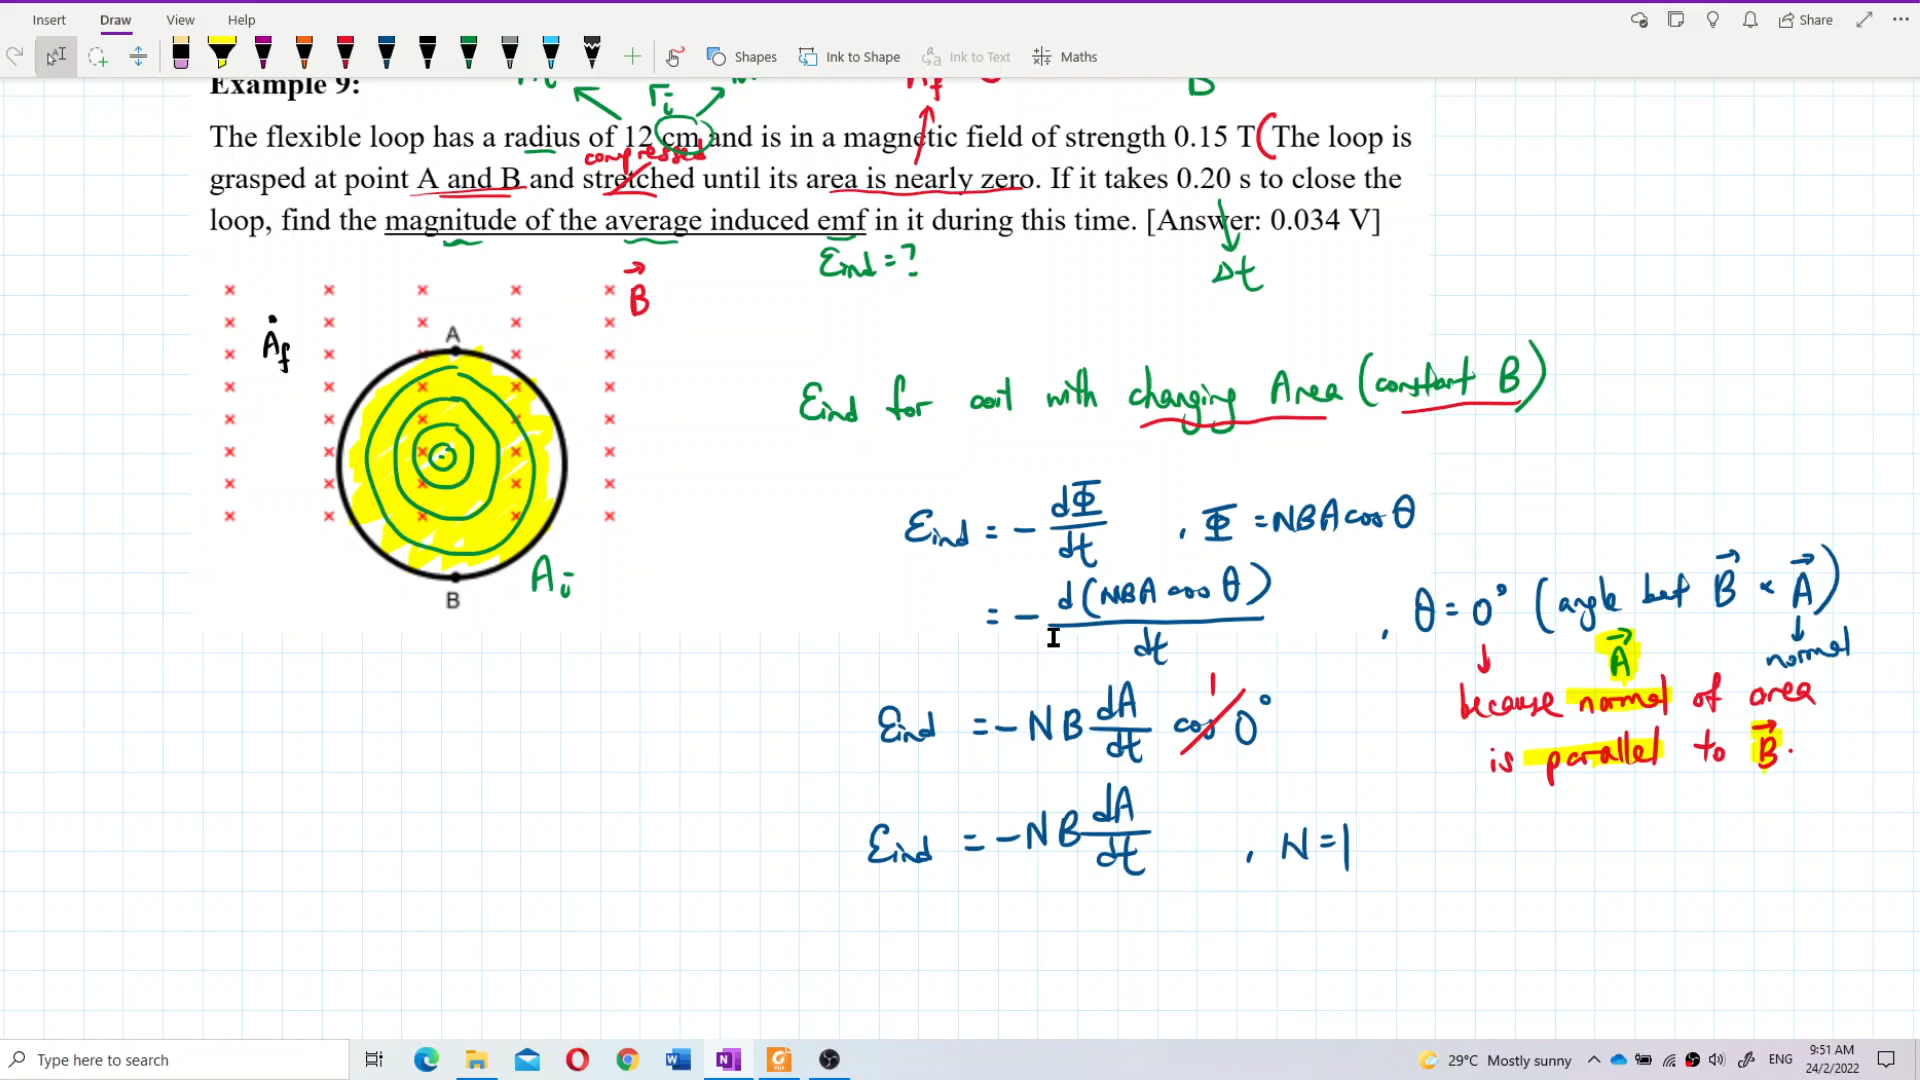 Insert Draw View Help
Share
Shapes Ink to Shape Ink to Text Maths
Example 9:
The flexible loop has a radius of 12 cm and is in a magnetic field of strength 0.15 T (The loop is
compressed
grasped at point A and B and stretched until its area is nearly zero. If it takes 0.20 s to close the
loop, find the magnitude of the average induced emf in it during this time. [Answer: 0.034 V]
Eind = ?
Δt
B
Af
A
Eind for coil with changing Area (constant B)
Eind = - dΦ/dt , Φ = NBA cos θ
= - d(NBA cos θ)/dt , θ = 0° (angle bet B & A)
Ai
B
A
normal
because normal of area
is parallel to B.
Eind = - NB dA/dt cos 0°
1
Eind = - NB dA/dt , N = 1
Type here to search
29°C Mostly sunny ENG 9:51 AM
24/2/2022